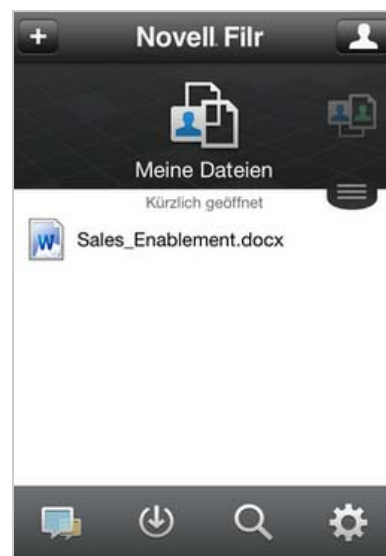 Novell Filr
Meine Dateien
Kürzlich geöffnet
Sales_Enablement.docx